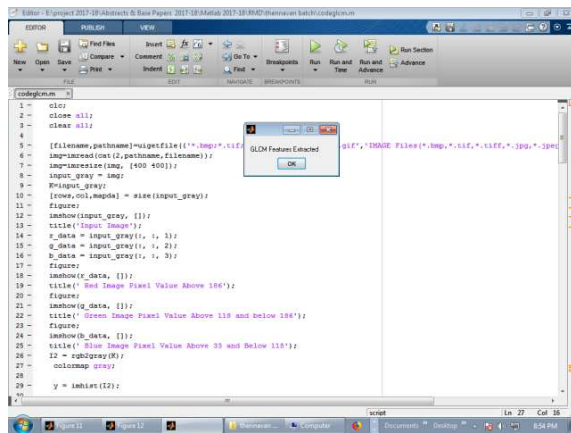 Editor - E:\project 2017-18\Abstracts & Base Papers 2017-18\Matlab 2017-18\RMD\thennavan batch\codeglcm.m
EDITOR PUBLISH VIEW
Find Files Insert fx Run Section
Compare Comment Go To Advance
New Open Save Print Indent Find Breakpoints Run Run and Time Run and Advance
FILE EDIT NAVIGATE BREAKPOINTS RUN
codeglcm.m
1 - clc;
2 - close all;
3 - clear all;
4
5 - [filename,pathname]=uigetfile({'*.bmp;*.tif .gif','IMAGE Files(*.bmp,*.tif,*.tiff,*.jpg,*.jpeg
GLCM Features Extracted
OK
6 - img=imread(cat(2,pathname,filename));
7 - img=imresize(img, [400 400]);
8 - input_gray = img;
9 - K=input_gray;
10 - [rows,col,mapda] = size(input_gray);
11 - figure;
12 - imshow(input_gray, []);
13 - title('Input Image');
14 - r_data = input_gray(:, :, 1);
15 - g_data = input_gray(:, :, 2);
16 - b_data = input_gray(:, :, 3);
17 - figure;
18 - imshow(r_data, []);
19 - title(' Red Image Pixel Value Above 186');
20 - figure;
21 - imshow(g_data, []);
22 - title(' Green Image Pixel Value Above 118 and below 186');
23 - figure;
24 - imshow(b_data, []);
25 - title(' Blue Image Pixel Value Above 33 and Below 118');
26 - I2 = rgb2gray(K);
27 - colormap gray;
28
29 - y = imhist(I2);
script Ln 27 Col 16
Figure 11 Figure 12 thennavan ... Computer Documents Desktop 8:54 PM